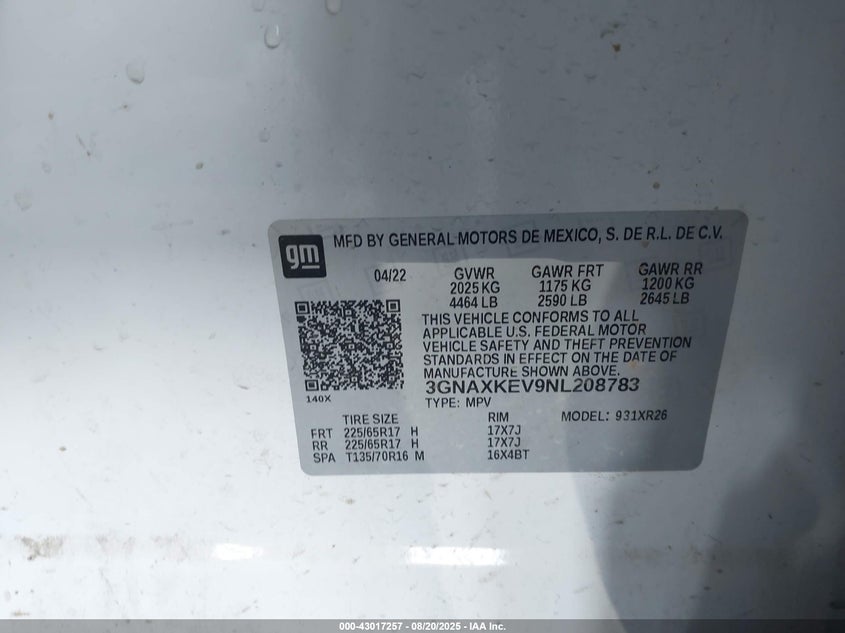 gm
MFD BY GENERAL MOTORS DE MEXICO, S. DE R.L. DE C.V.
04/22 GVWR GAWR FRT GAWR RR
2025 KG 1175 KG 1200 KG
4464 LB 2590 LB 2645 LB
THIS VEHICLE CONFORMS TO ALL
APPLICABLE U.S. FEDERAL MOTOR
VEHICLE SAFETY AND THEFT PREVENTION
STANDARDS IN EFFECT ON THE DATE OF
MANUFACTURE SHOWN ABOVE.
3GNAXKEV9NL208783
140X
TYPE: MPV
MODEL: 931XR26
TIRE SIZE RIM
FRT 225/65R17 H 17X7J
RR 225/65R17 H 17X7J
SPA T135/70R16 M 16X4BT
000-43017257 - 08/20/2025 - IAA Inc.